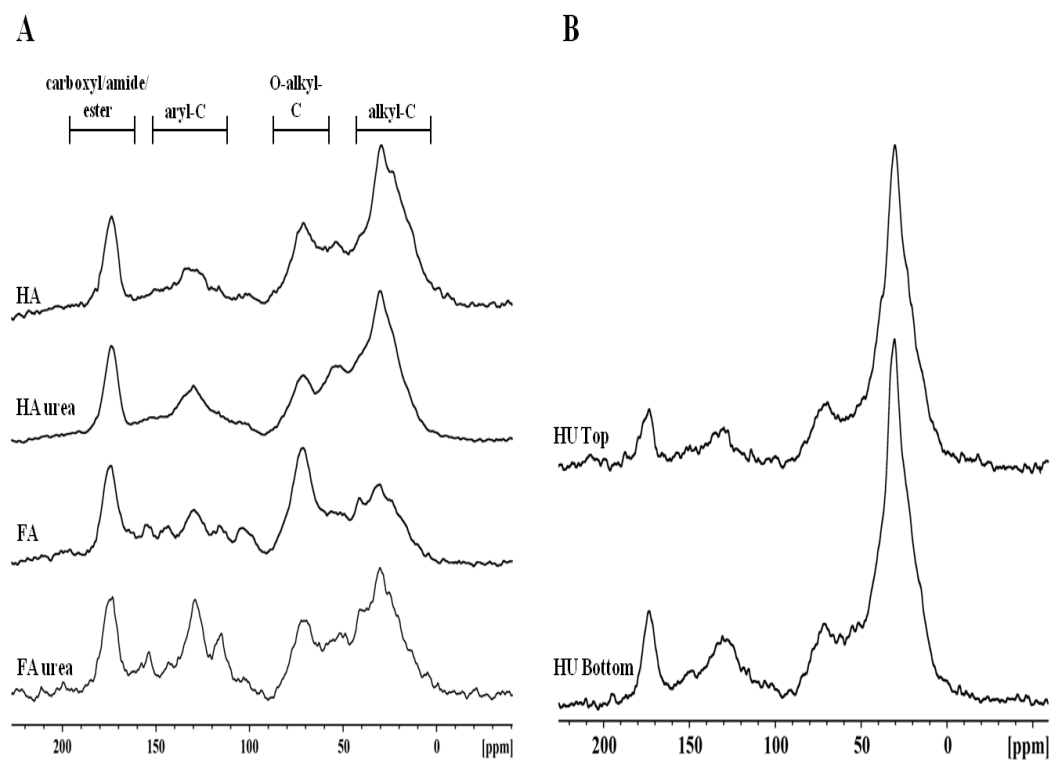 A
B
carboxyl/amide/
ester
aryl-C
O-alkyl-
C
alkyl-C
HA
HA urea
FA
FA urea
200 150 100 50 0 [ppm]
HU Top
HU Bottom
200 150 100 50 0 [ppm]